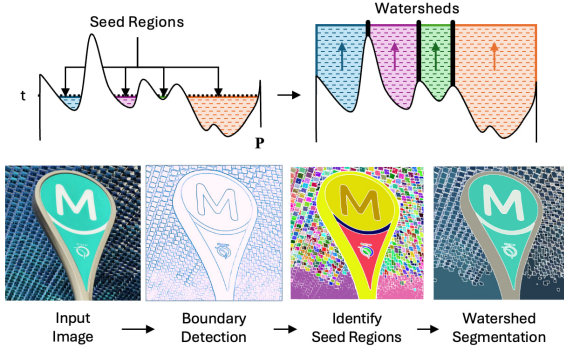 Seed Regions
Watersheds
t
P
M
M
M
M
Input
Image
Boundary
Detection
Identify
Seed Regions
Watershed
Segmentation